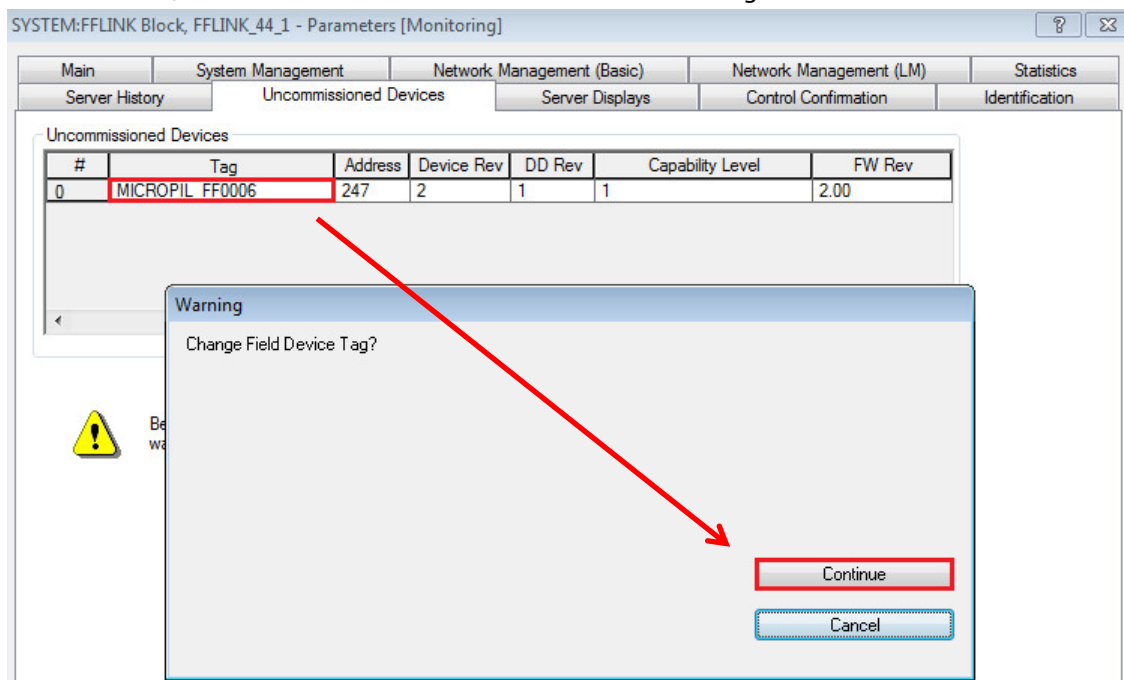 SYSTEM:FFLINK Block, FFLINK_44_1 - Parameters [Monitoring]
Main System Management Network Management (Basic) Network Management (LM) Statistics
Server History Uncommissioned Devices Server Displays Control Confirmation Identification
Uncommissioned Devices
# Tag Address Device Rev DD Rev Capability Level FW Rev
0 MICROPIL_FF0006 247 2 1 1 2.00
Warning
Change Field Device Tag?
Be
wa
Continue
Cancel